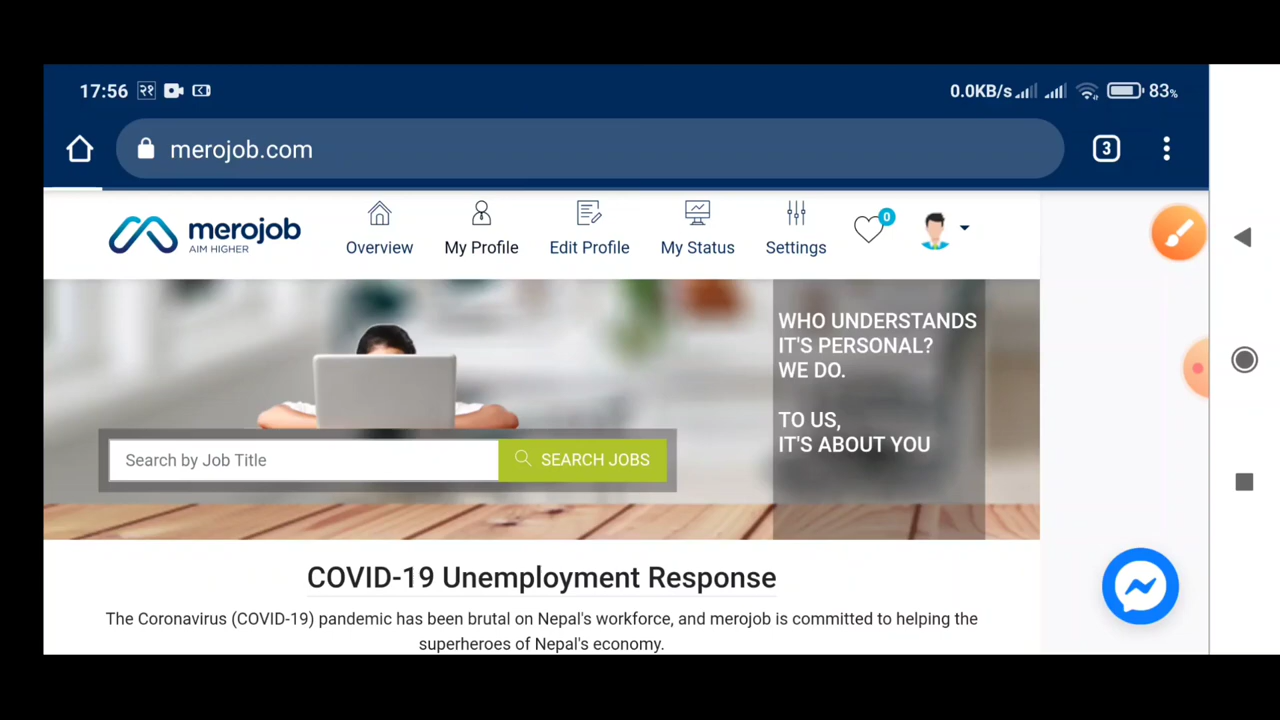 17:56 २१
0.0KB/s 83%
merojob.com
3
merojob
AIM HIGHER
Overview
My Profile
Edit Profile
My Status
Settings
0
WHO UNDERSTANDS
IT'S PERSONAL?
WE DO.
TO US,
IT'S ABOUT YOU
Search by Job Title
SEARCH JOBS
COVID-19 Unemployment Response
The Coronavirus (COVID-19) pandemic has been brutal on Nepal's workforce, and merojob is committed to helping the
superheroes of Nepal's economy.